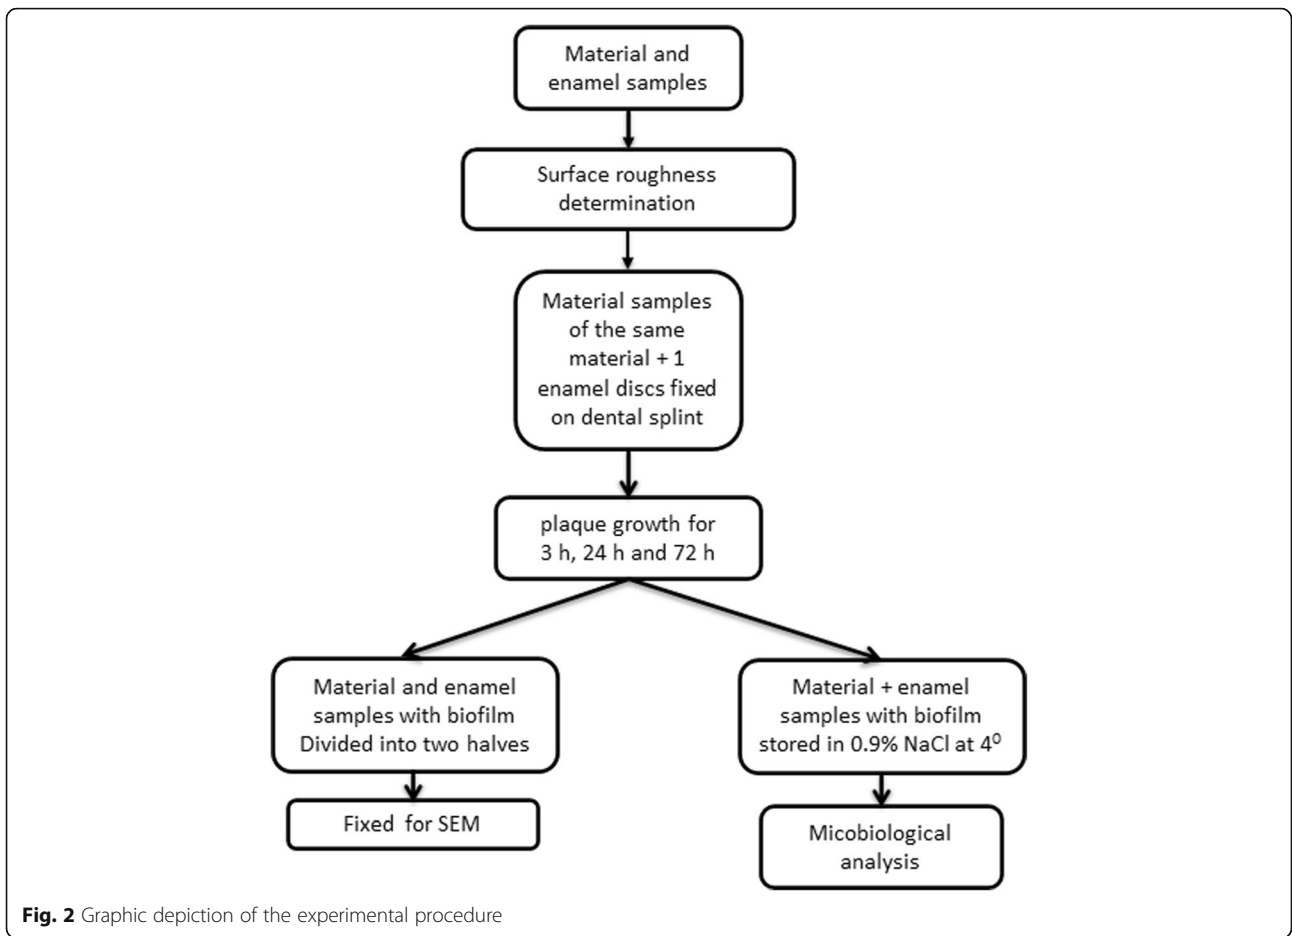 Material and
enamel samples
Surface roughness
determination
Material samples
of the same
material + 1
enamel discs fixed
on dental splint
plaque growth for
3 h, 24 h and 72 h
Material and enamel
samples with biofilm
Divided into two halves
Fixed for SEM
Material + enamel
samples with biofilm
stored in 0.9% NaCl at 4⁰
Micobiological
analysis
Fig. 2 Graphic depiction of the experimental procedure